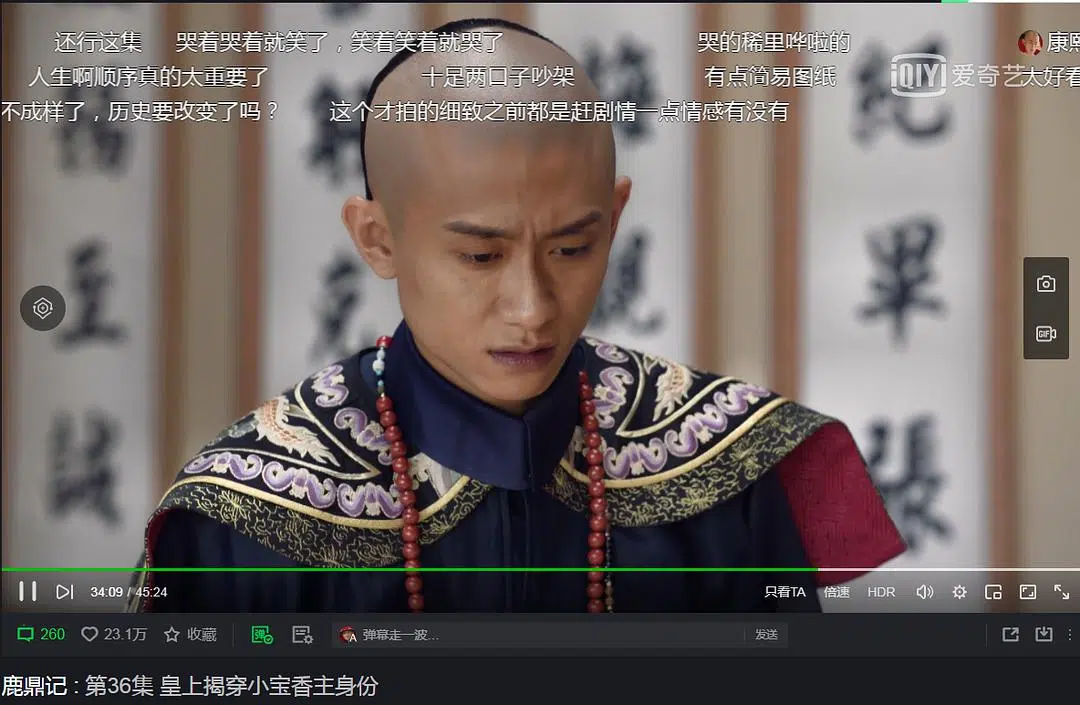 还行这集 哭着哭着就笑了，笑着笑着就哭了 哭的稀里哗啦的 康熙
人生啊顺序真的太重要了 十足两口子吵架 有点简易图纸 太好看
iQIYI 爱奇艺
不成样了，历史要改变了吗？ 这个才拍的细致之前都是赶剧情一点情感有没有
畢
張
GIF
34:09 / 45:24 只看TA 倍速 HDR
260 23.1万 收藏 弹 弹幕走一波... 发送
鹿鼎记：第36集 皇上揭穿小宝香主身份